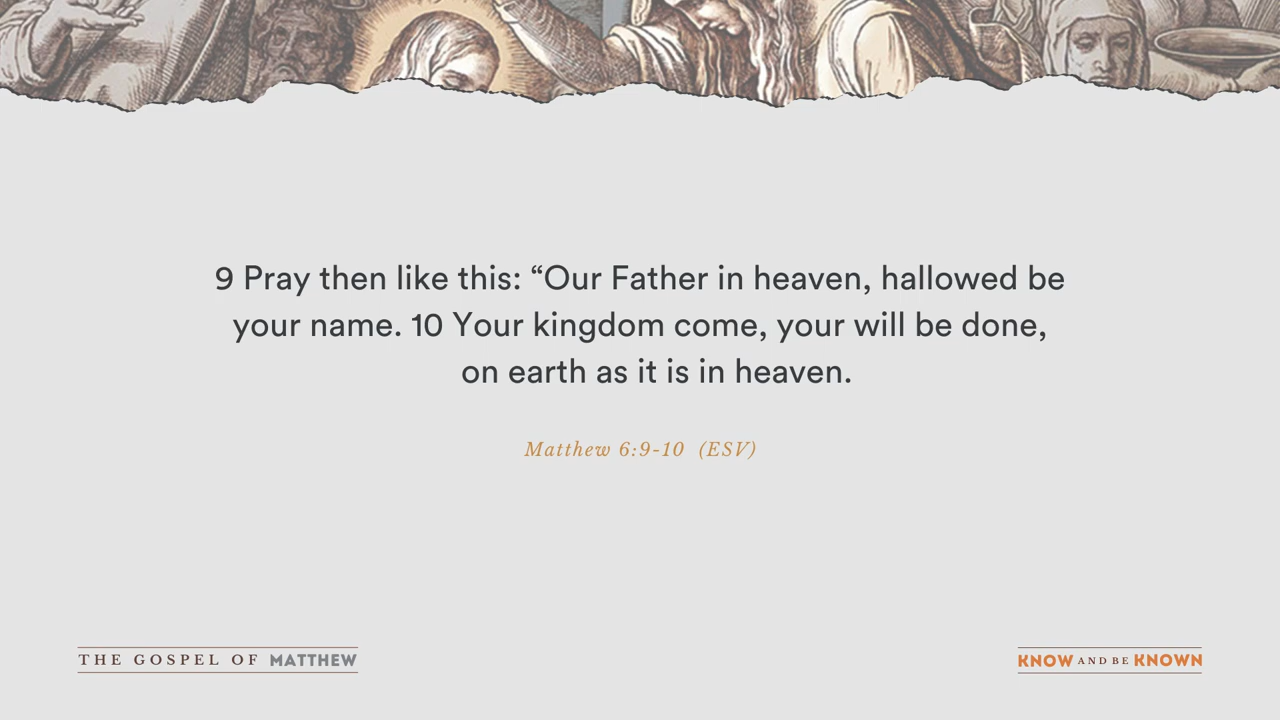 9 Pray then like this: “Our Father in heaven, hallowed be
your name. 10 Your kingdom come, your will be done,
on earth as it is in heaven.
Matthew 6:9-10 (ESV)
THE GOSPEL OF MATTHEW
KNOW AND BE KNOWN